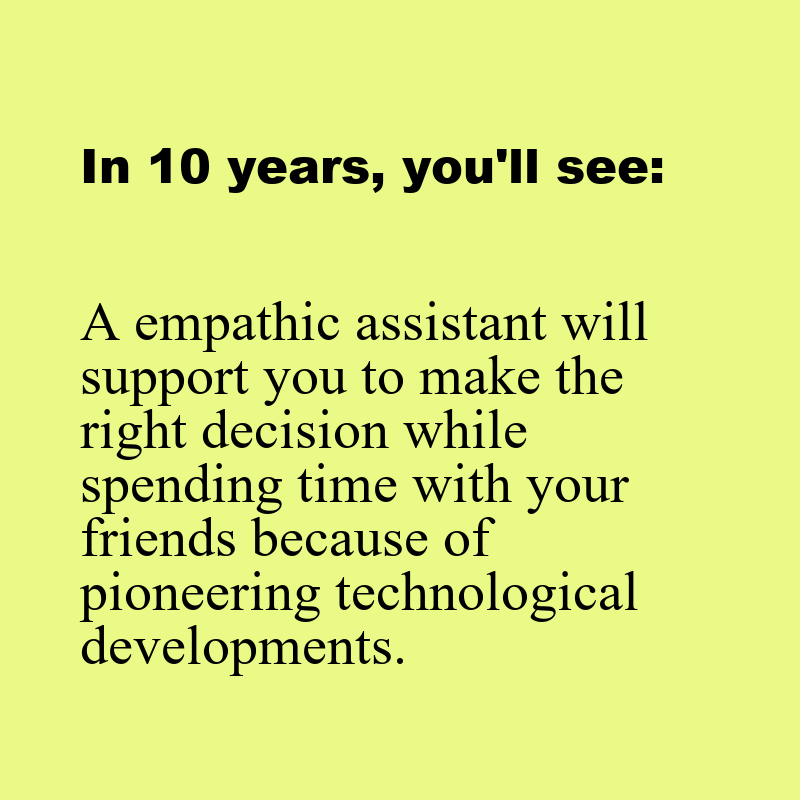 In 10 years, you'll see:
A empathic assistant will
support you to make the
right decision while
spending time with your
friends because of
pioneering technological
developments.